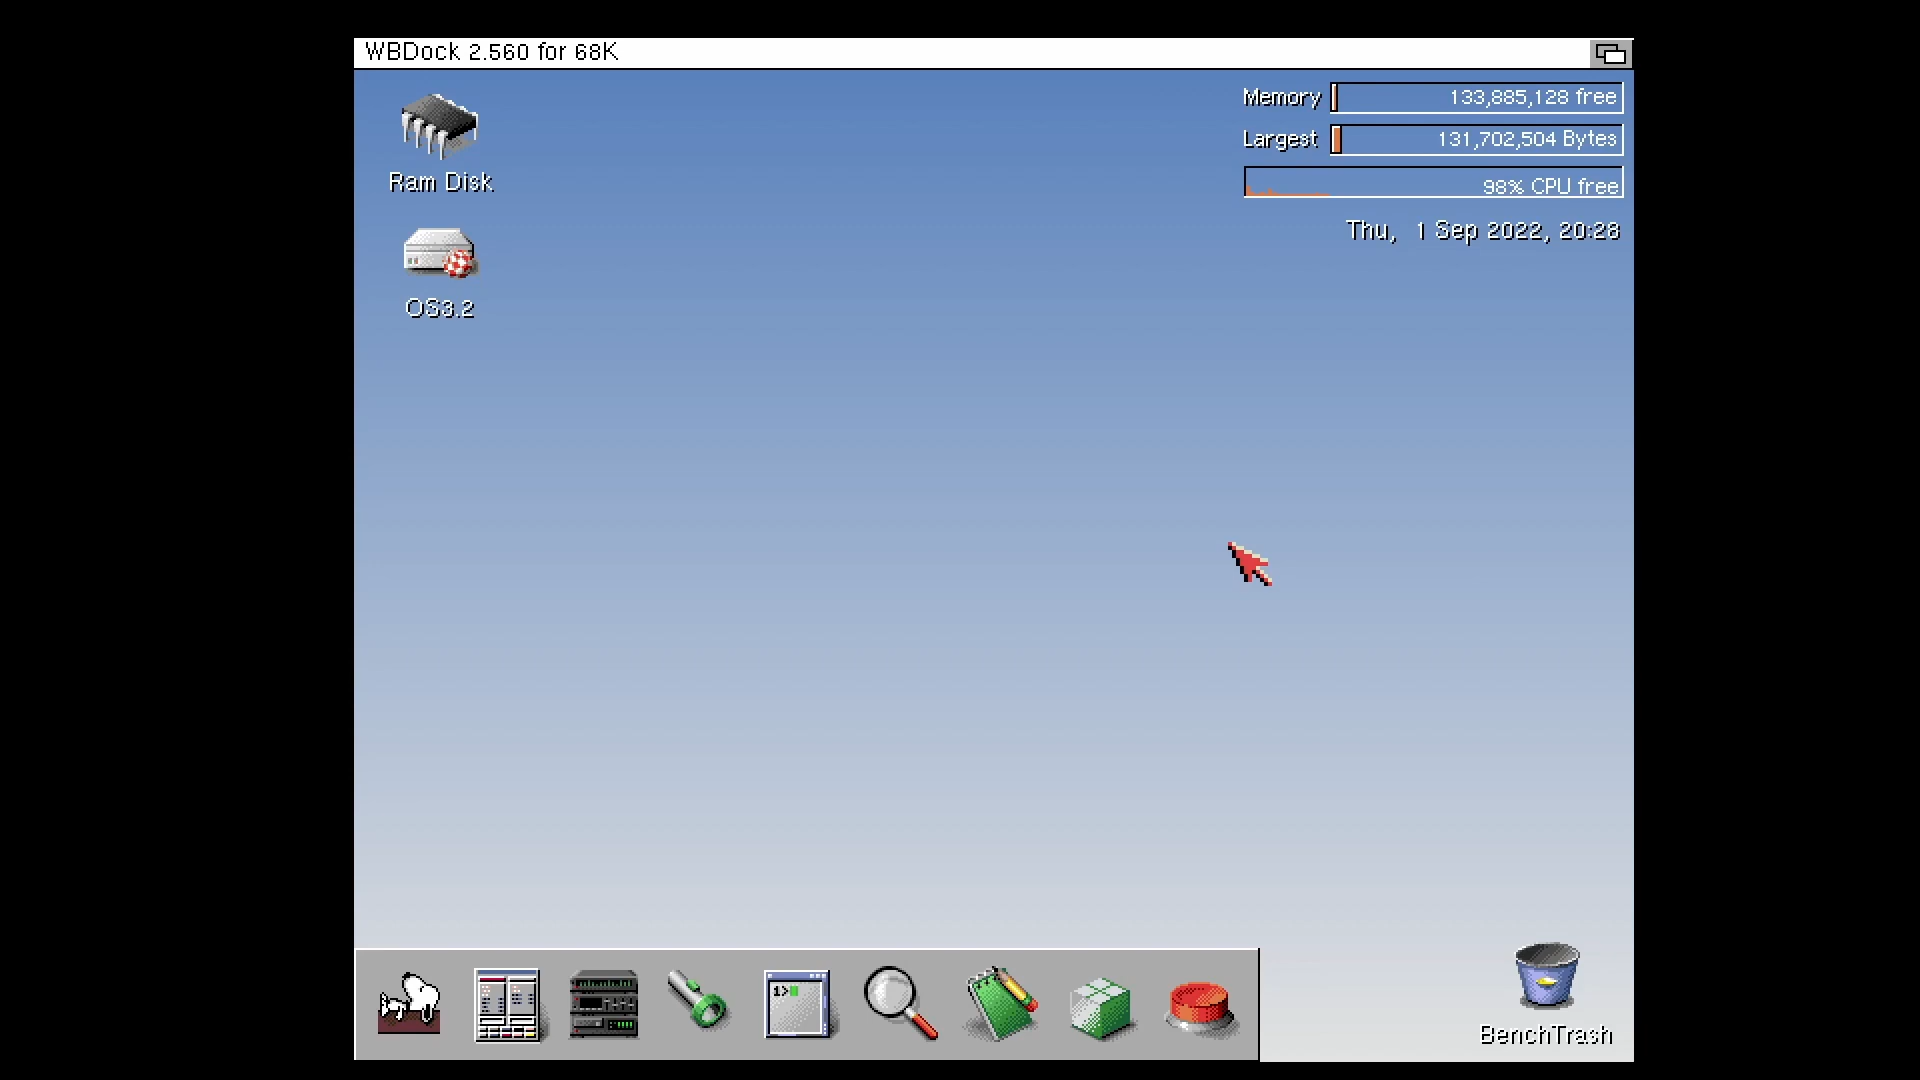 WBDock 2.560 for 68K
Memory 133,885,128 free
Largest 131,702,504 Bytes
98% CPU free
Thu, 1 Sep 2022, 20:28
Ram Disk
OS3.2
1>
BenchTrash